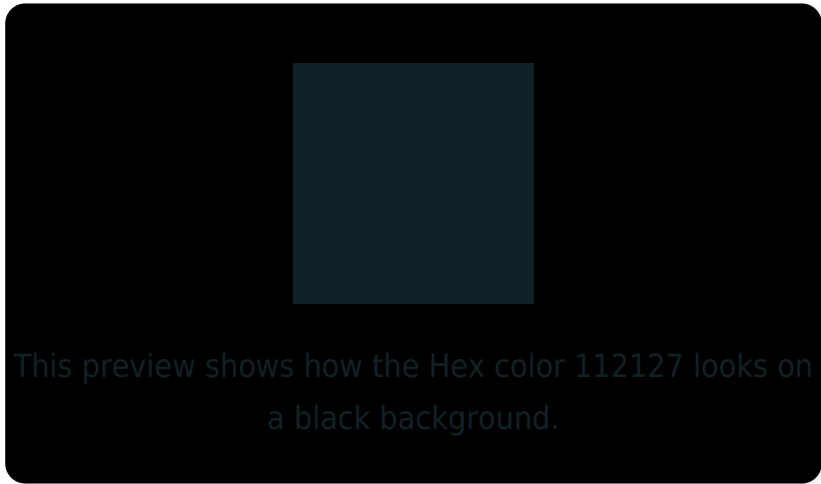 This preview shows how the Hex color 112127 looks on
a black background.